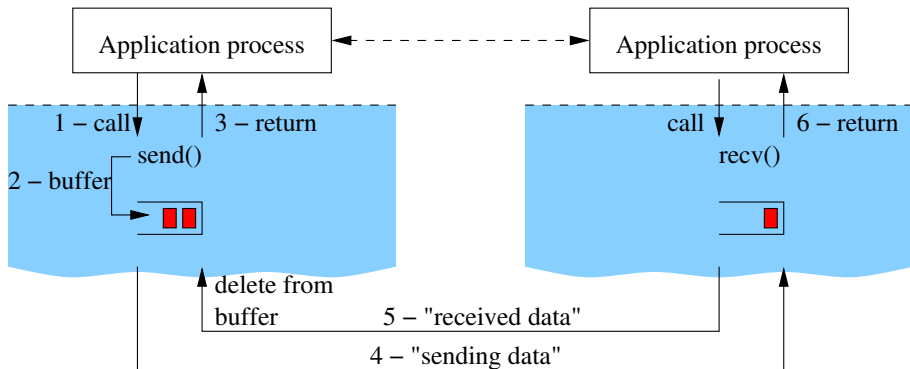 Application process
Application process
1 − call
3 − return
call
6 − return
send()
recv()
2 − buffer
delete from
buffer
5 − "received data"
4 − "sending data"